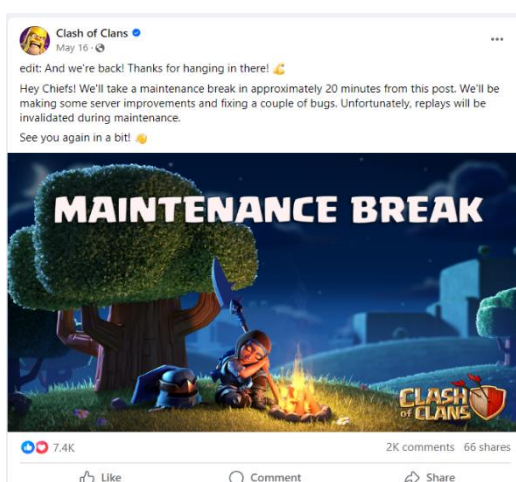 Clash of Clans
May 16 ·
edit: And we're back! Thanks for hanging in there! 💪
Hey Chiefs! We'll take a maintenance break in approximately 20 minutes from this post. We'll be
making some server improvements and fixing a couple of bugs. Unfortunately, replays will be
invalidated during maintenance.
See you again in a bit! 👋
MAINTENANCE BREAK
CLASH
OF CLANS
7.4K 2K comments 66 shares
Like Comment Share